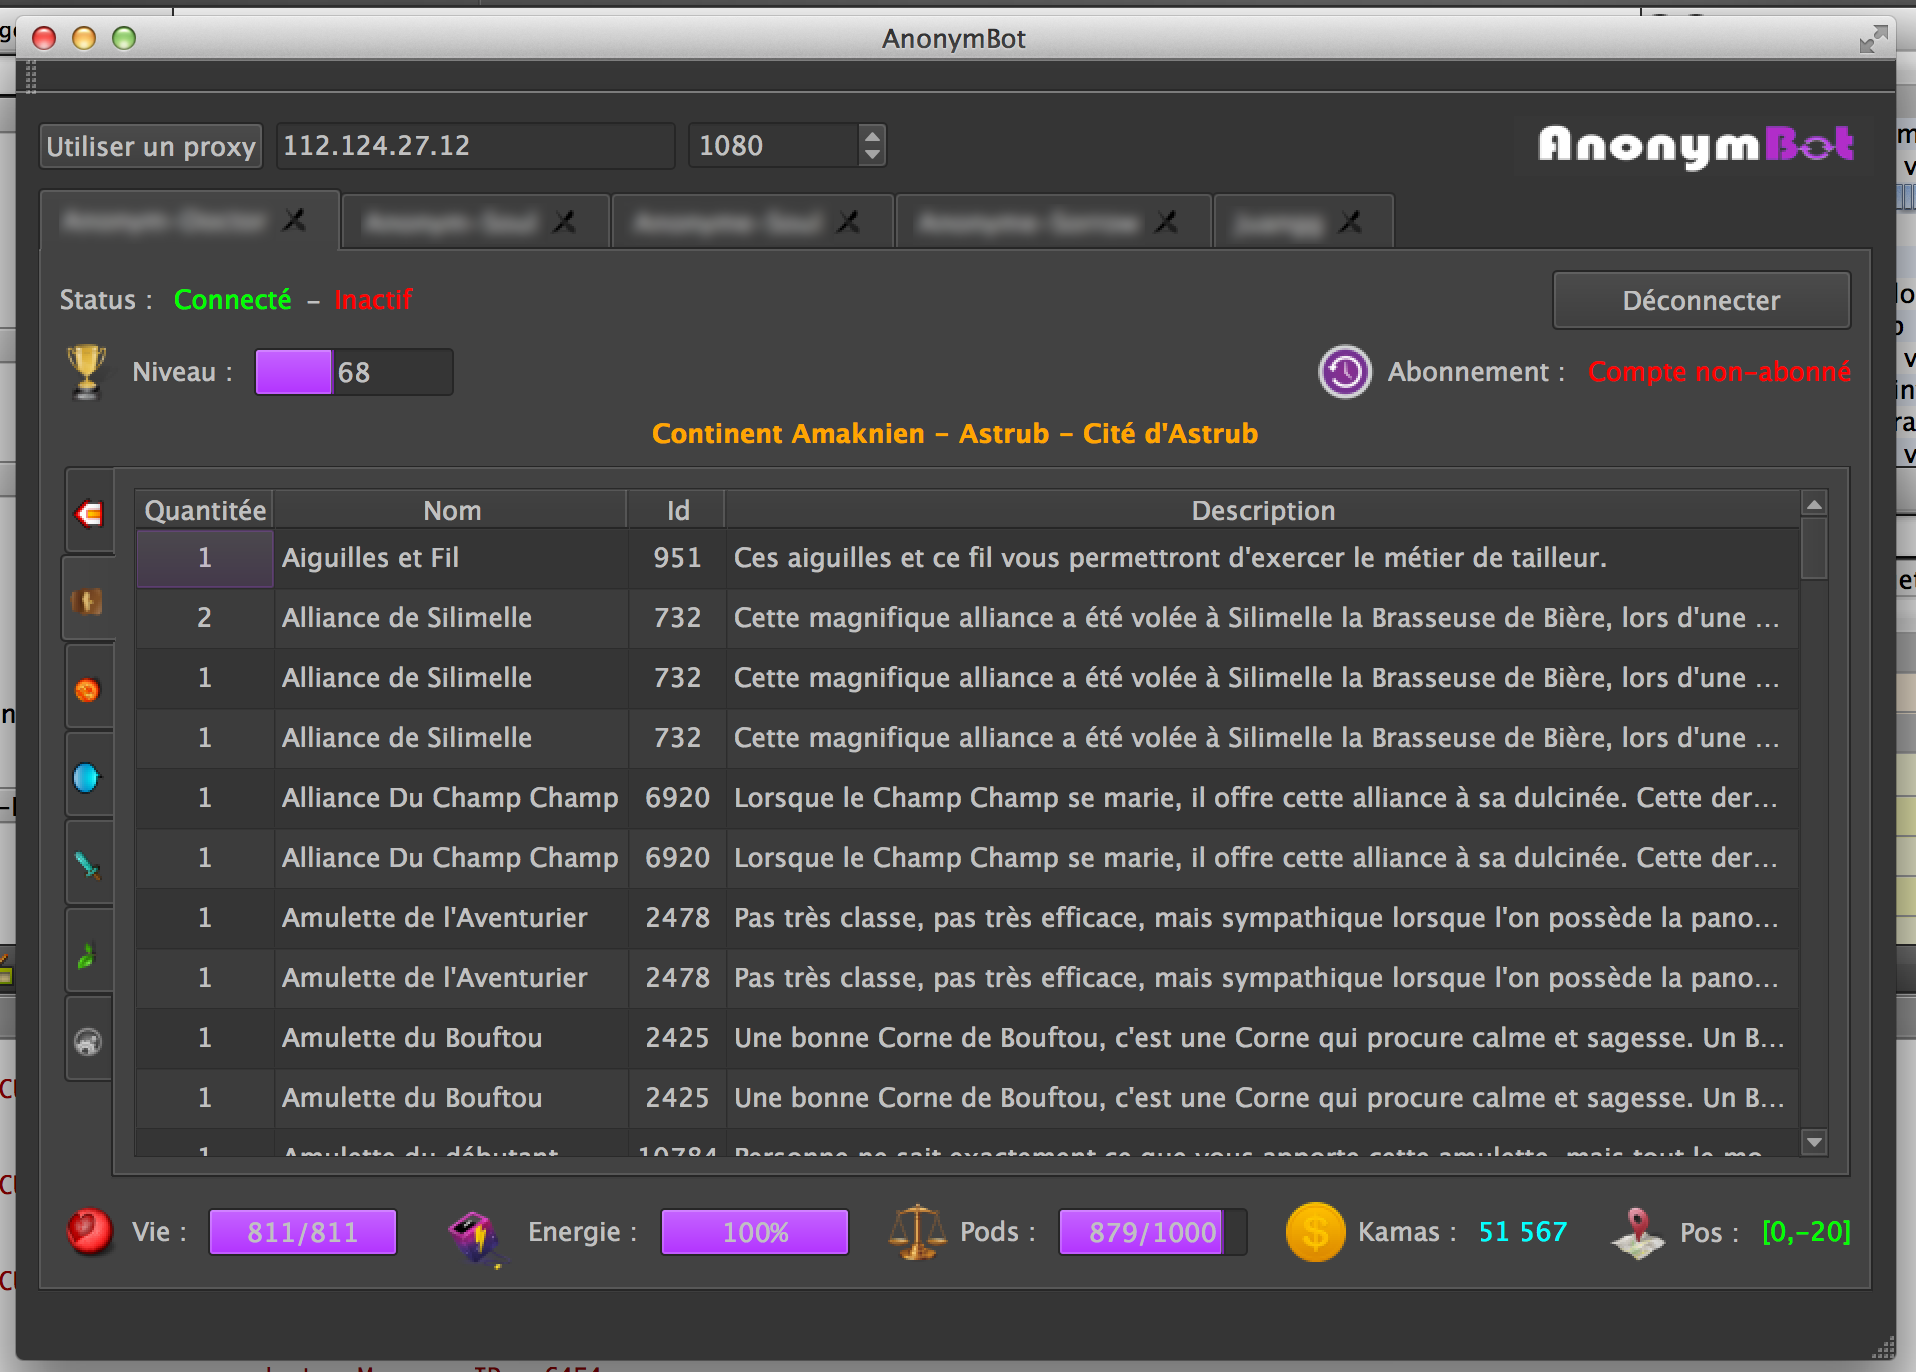 AnonymBot
Utiliser un proxy 112.124.27.12 1080 AnonymBot
Status : Connecté - Inactif Déconnecter
Niveau : 68 Abonnement : Compte non-abonné
Continent Amaknien - Astrub - Cité d'Astrub
Quantitée Nom Id Description
1 Aiguilles et Fil 951 Ces aiguilles et ce fil vous permettront d'exercer le métier de tailleur.
2 Alliance de Silimelle 732 Cette magnifique alliance a été volée à Silimelle la Brasseuse de Bière, lors d'une ...
1 Alliance de Silimelle 732 Cette magnifique alliance a été volée à Silimelle la Brasseuse de Bière, lors d'une ...
1 Alliance de Silimelle 732 Cette magnifique alliance a été volée à Silimelle la Brasseuse de Bière, lors d'une ...
1 Alliance Du Champ Champ 6920 Lorsque le Champ Champ se marie, il offre cette alliance à sa dulcinée. Cette der...
1 Alliance Du Champ Champ 6920 Lorsque le Champ Champ se marie, il offre cette alliance à sa dulcinée. Cette der...
1 Amulette de l'Aventurier 2478 Pas très classe, pas très efficace, mais sympathique lorsque l'on possède la pano...
1 Amulette de l'Aventurier 2478 Pas très classe, pas très efficace, mais sympathique lorsque l'on possède la pano...
1 Amulette du Bouftou 2425 Une bonne Corne de Bouftou, c'est une Corne qui procure calme et sagesse. Un B...
1 Amulette du Bouftou 2425 Une bonne Corne de Bouftou, c'est une Corne qui procure calme et sagesse. Un B...
1 Amulette du débutant 10784 Personne ne sait exactement ce que vous apporte cette amulette, mais tout le mo...
Vie : 811/811 Energie : 100% Pods : 879/1000 Kamas : 51 567 Pos : [0,-20]